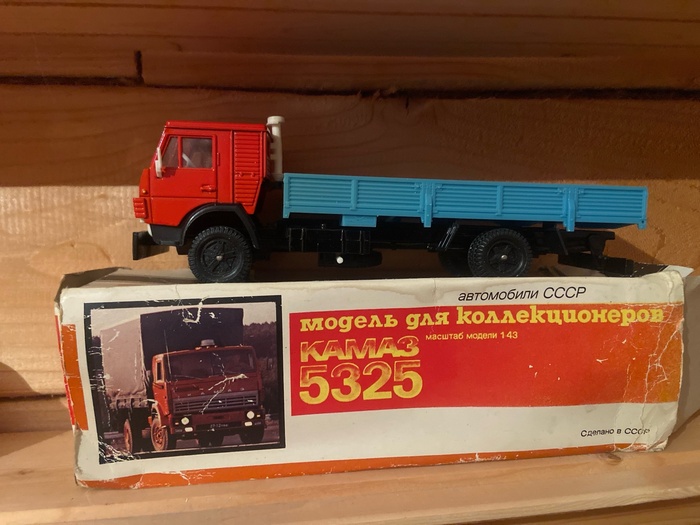 автомобили СССР
модель для коллекционеров
КАМАЗ
масштаб модели 1:43
5325
Сделано в СССР